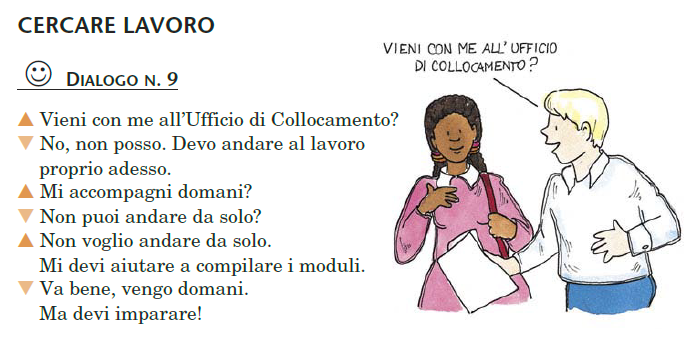 CERCARE LAVORO
DIALOGO N. 9
VIENI CON ME ALL'UFFICIO
DI COLLOCAMENTO?
Vieni con me all'Ufficio di Collocamento?
No, non posso. Devo andare al lavoro
proprio adesso.
Mi accompagni domani?
Non puoi andare da solo?
Non voglio andare da solo.
Mi devi aiutare a compilare i moduli.
Va bene, vengo domani.
Ma devi imparare!